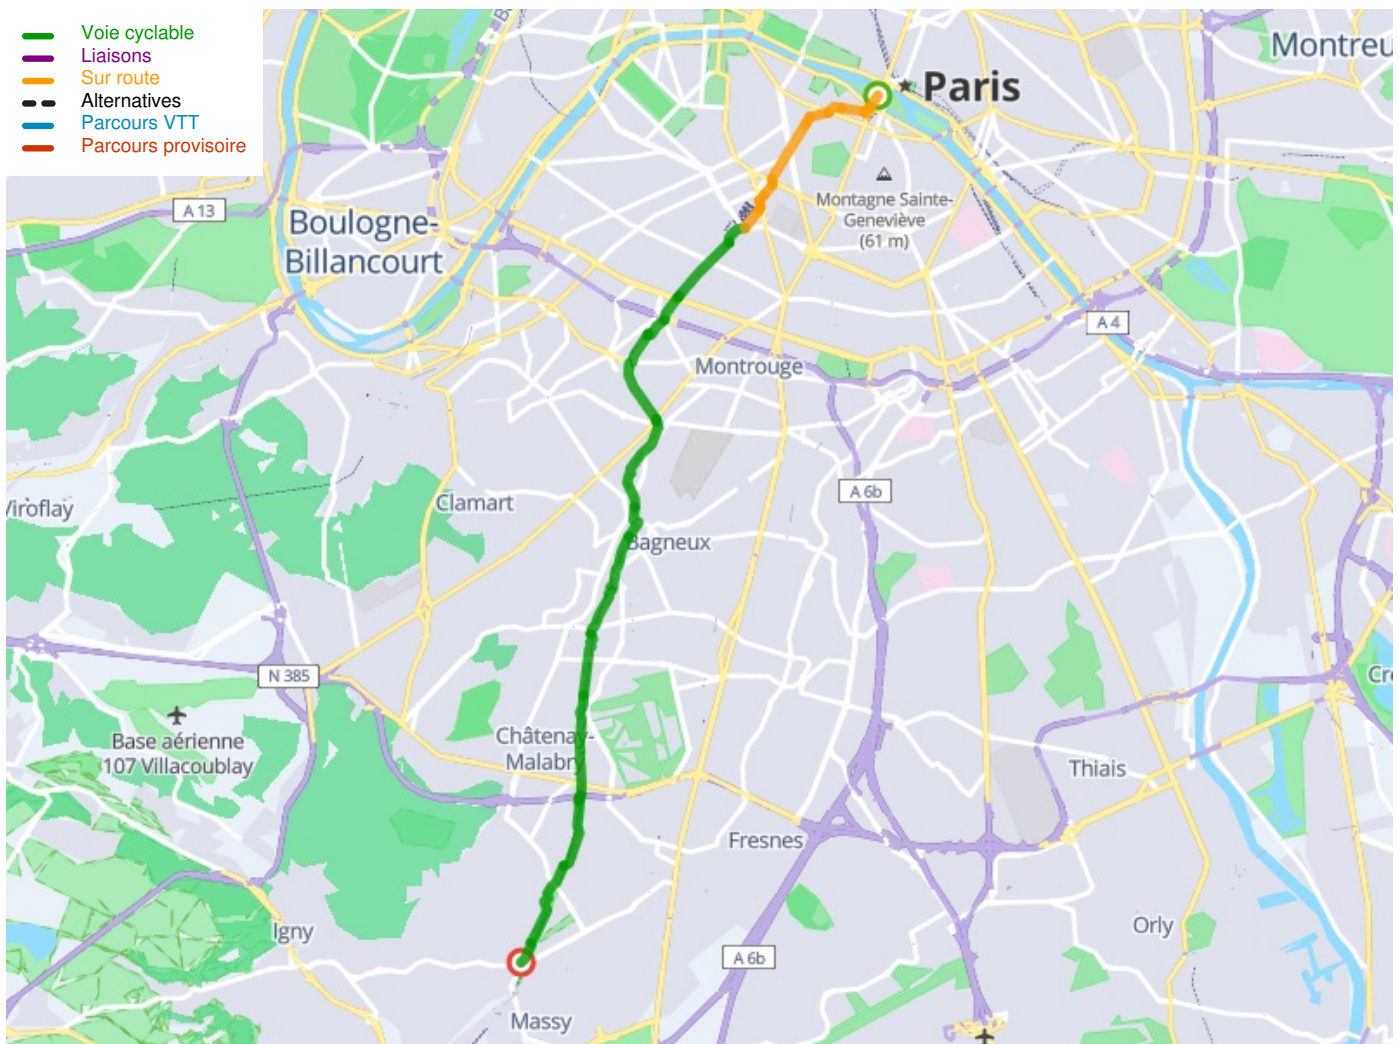 Voie cyclable
Liaisons
Sur route
Alternatives
Parcours VTT
Parcours provisoire
Montreu
Paris
A 13
Boulogne-
Billancourt
Montagne Sainte-
Geneviève
(61 m)
A 4
Montrouge
A 6b
Clamart
Viroflay
Bagneux
N 385
Cre
Base aérienne
107 Villacoublay
Châtenay-
Malabry
Thiais
Fresnes
Igny
Orly
A 6b
Massy